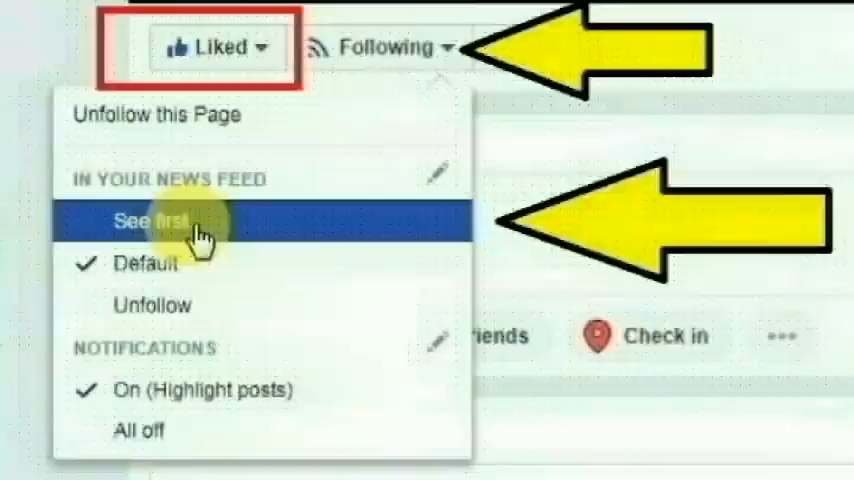 Liked Following
Unfollow this Page
IN YOUR NEWS FEED
See first
Default
Unfollow
riends Check in
NOTIFICATIONS
On (Highlight posts)
All off